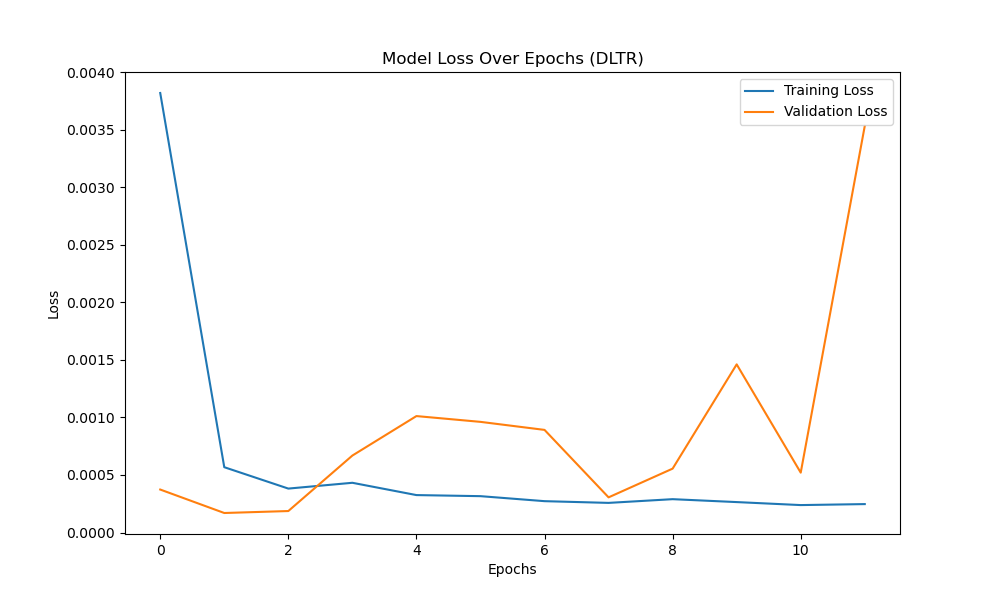 Model Loss Over Epochs (DLTR)
Training Loss
Validation Loss
0.0040
0.0035
0.0030
0.0025
0.0020
0.0015
0.0010
0.0005
0.0000
Loss
0 2 4 6 8 10
Epochs